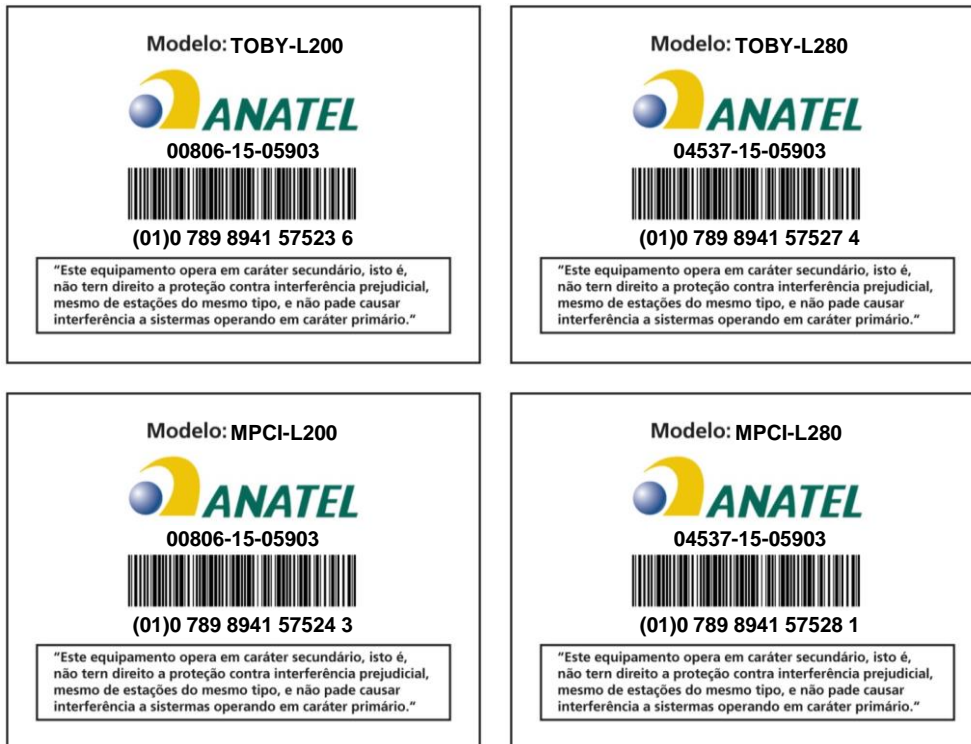 Modelo: TOBY-L200
ANATEL
00806-15-05903
(01)0 789 8941 57523 6
"Este equipamento opera em caráter secundário, isto é,
não tern direito a proteção contra interferência prejudicial,
mesmo de estações do mesmo tipo, e não pade causar
interferência a sistermas operando em caráter primário."
Modelo: TOBY-L280
ANATEL
04537-15-05903
(01)0 789 8941 57527 4
"Este equipamento opera em caráter secundário, isto é,
não tern direito a proteção contra interferência prejudicial,
mesmo de estações do mesmo tipo, e não pade causar
interferência a sistermas operando em caráter primário."
Modelo: MPCI-L200
ANATEL
00806-15-05903
(01)0 789 8941 57524 3
"Este equipamento opera em caráter secundário, isto é,
não tern direito a proteção contra interferência prejudicial,
mesmo de estações do mesmo tipo, e não pade causar
interferência a sistermas operando em caráter primário."
Modelo: MPCI-L280
ANATEL
04537-15-05903
(01)0 789 8941 57528 1
"Este equipamento opera em caráter secundário, isto é,
não tern direito a proteção contra interferência prejudicial,
mesmo de estações do mesmo tipo, e não pade causar
interferência a sistermas operando em caráter primário."